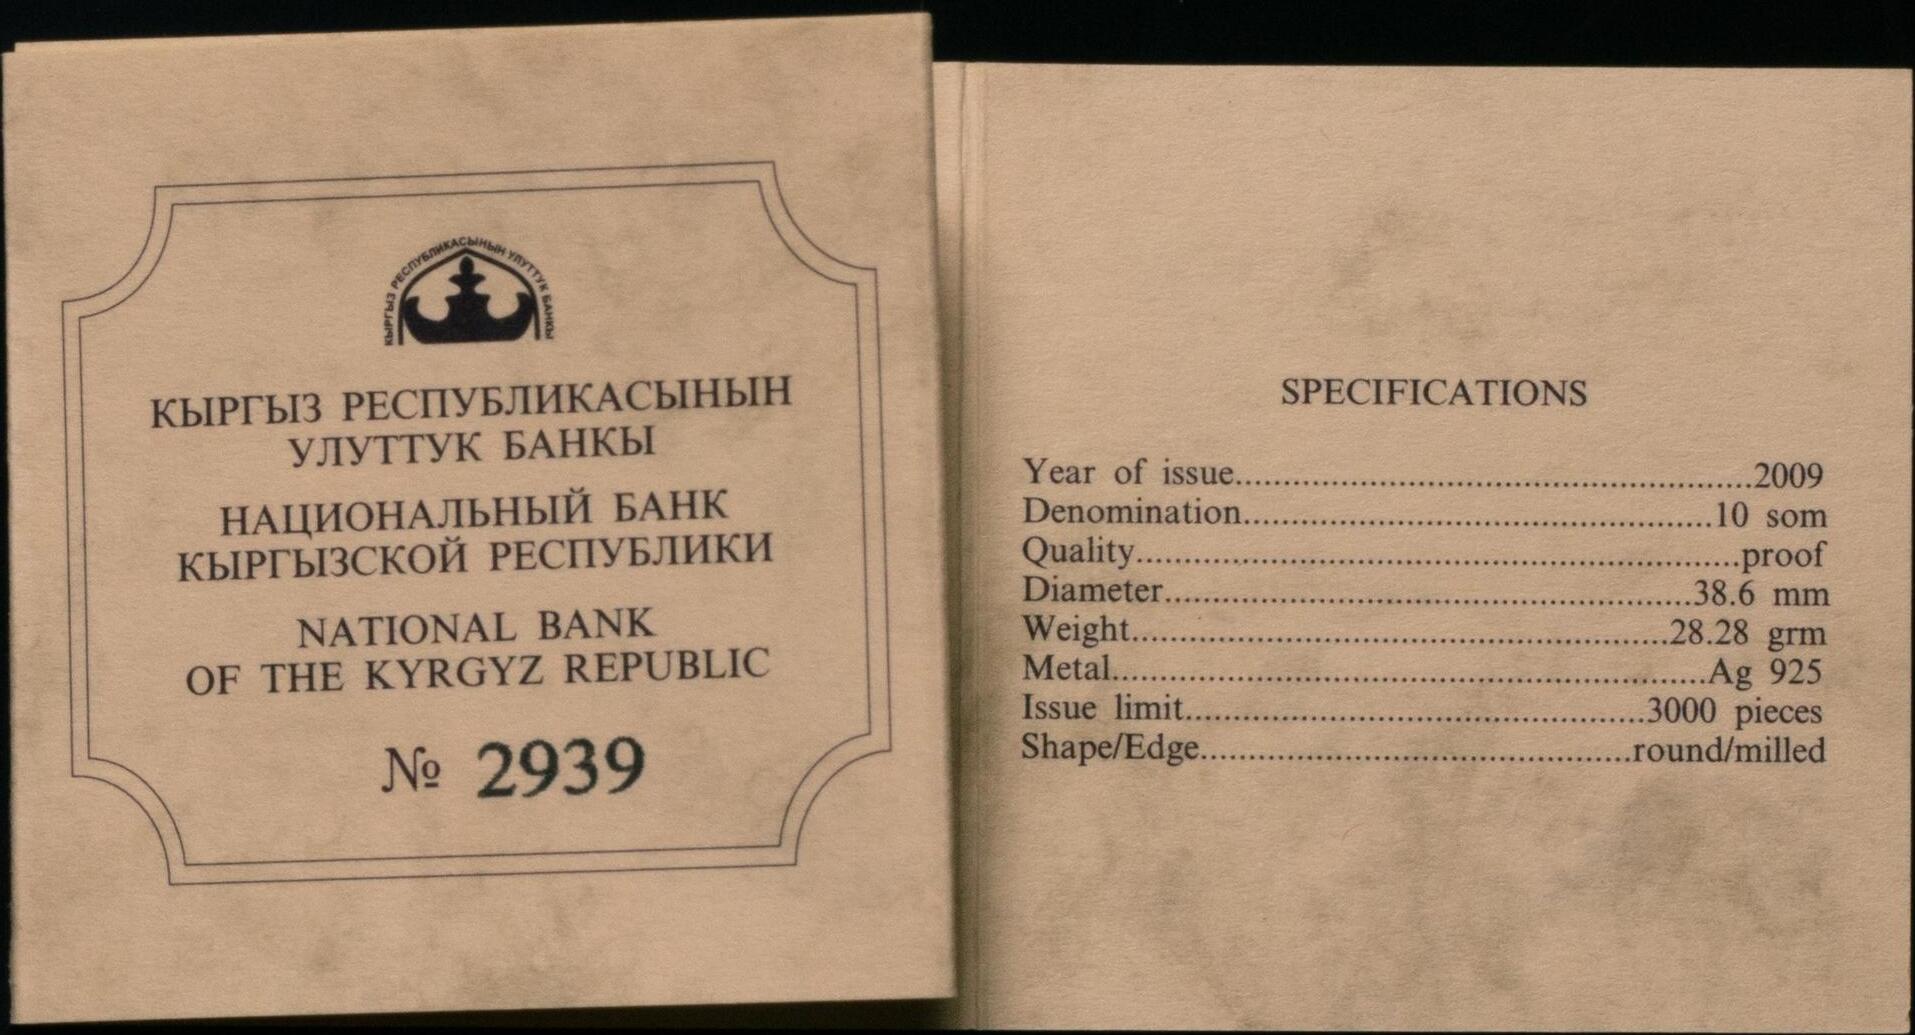 КЫРГЫЗ РЕСПУБЛИКАСЫНЫН УЛУТТУК БАНКЫ
КЫРГЫЗ РЕСПУБЛИКАСЫНЫН
УЛУТТУК БАНКЫ
НАЦИОНАЛЬНЫЙ БАНК
КЫРГЫЗСКОЙ РЕСПУБЛИКИ
NATIONAL BANK
OF THE KYRGYZ REPUBLIC
№ 2939
SPECIFICATIONS
Year of issue......................................................2009
Denomination.................................................10 som
Quality..............................................................proof
Diameter.......................................................38.6 mm
Weight........................................................28.28 grm
Metal..............................................................Ag 925
Issue limit................................................3000 pieces
Shape/Edge.............................................round/milled